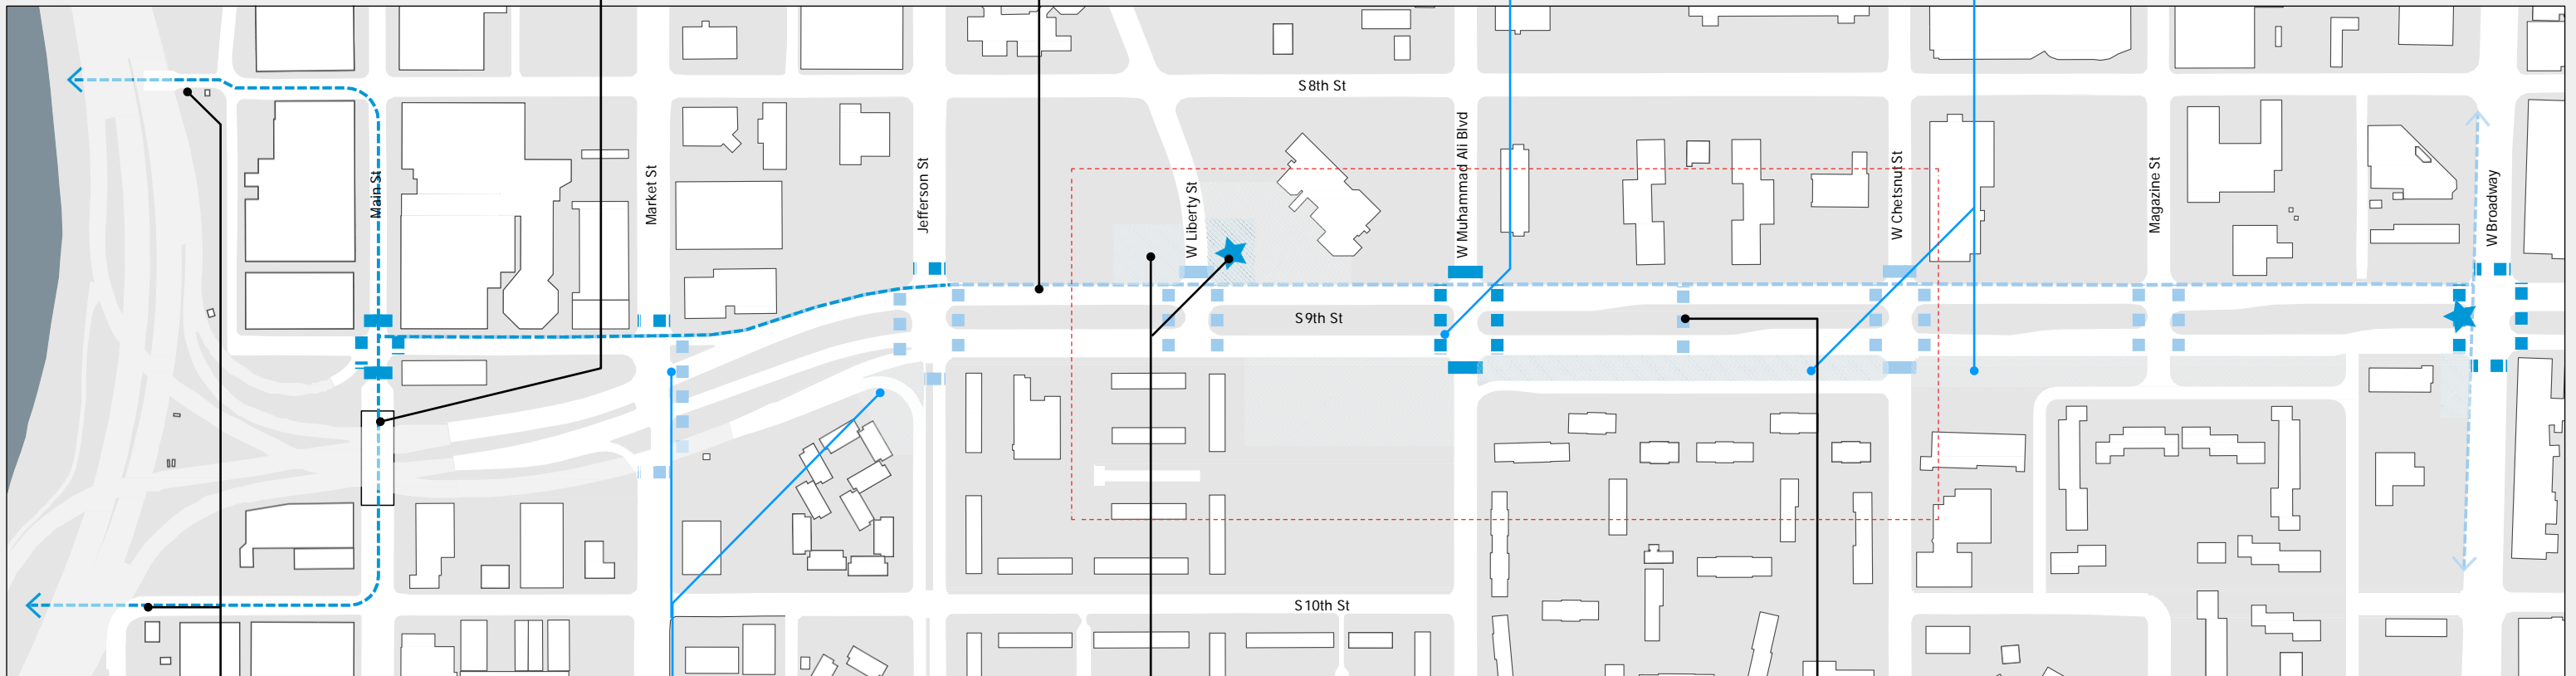 S 8th St
Main St
Market St
Jefferson St
W Liberty St
W Muhammad Ali Blvd
W Chetsnut St
Magazine St
W Broadway
S 9th St
S 10th St